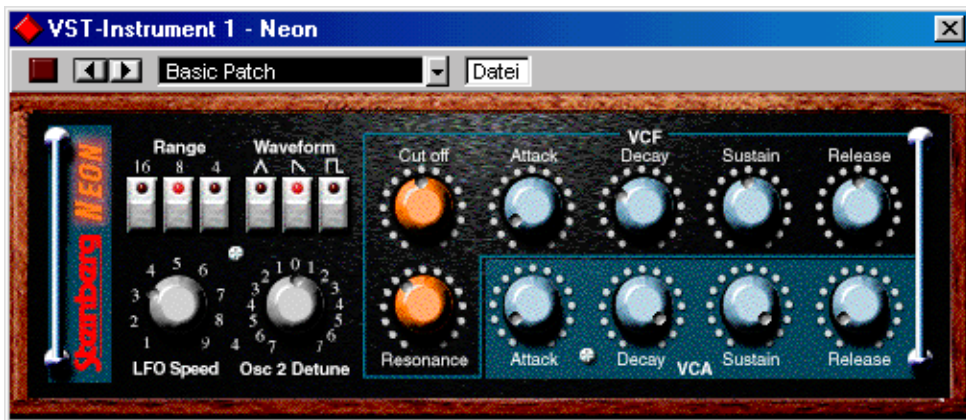 VST-Instrument 1 - Neon
Basic Patch
Datei
Steinberg NEON
Range
16 8 4
Waveform
VCF
Cut off Attack Decay Sustain Release
4 5 6
3 7
2 8
1 9
LFO Speed
1 0 1
2 2
3 3
4 4
5 5
6 6
7 7
4
Osc 2 Detune
Resonance
Attack Decay Sustain Release
VCA